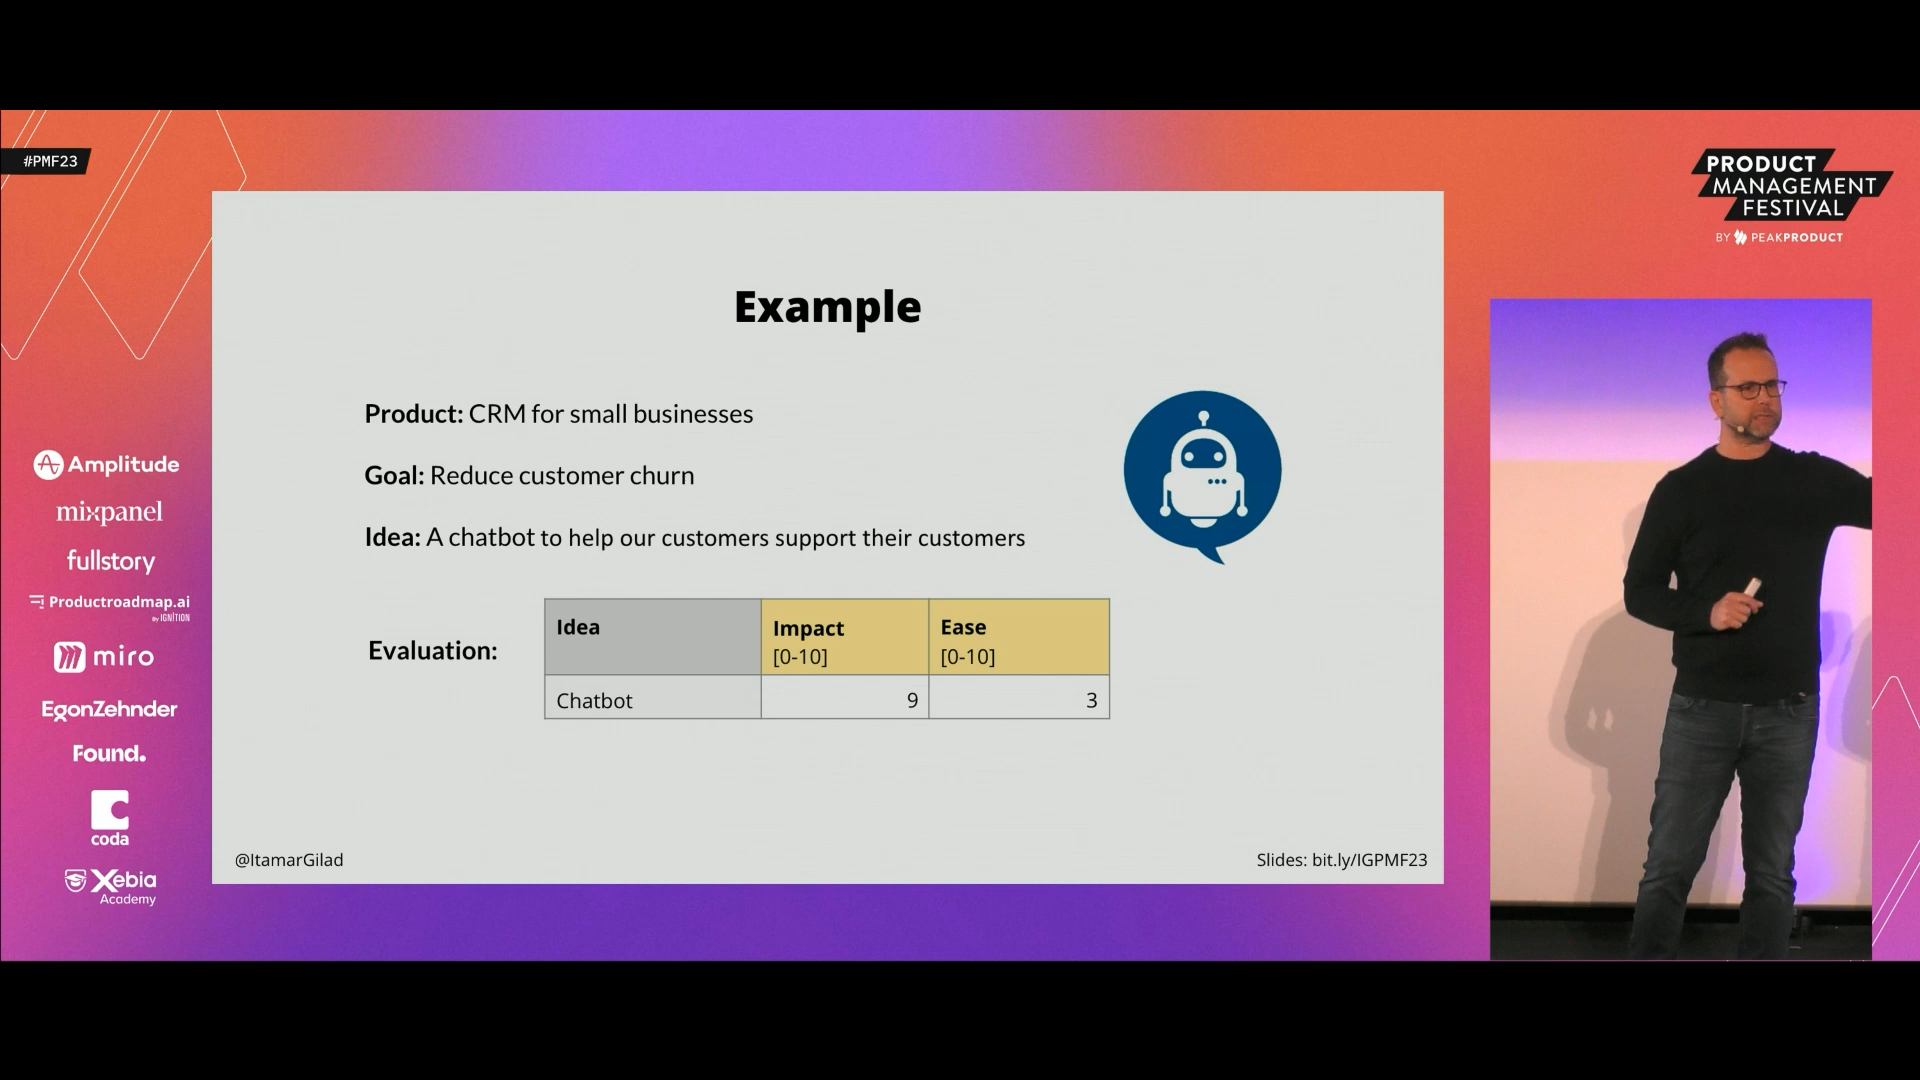 #PMF23
PRODUCT
MANAGEMENT
FESTIVAL
BY PEAKPRODUCT
Example
Product: CRM for small businesses
Goal: Reduce customer churn
Idea: A chatbot to help our customers support their customers
Evaluation:
Idea Impact Ease
[0-10] [0-10]
Chatbot 9 3
@ItamarGilad
Slides: bit.ly/IGPMF23
Amplitude
mixpanel
fullstory
Productroadmap.ai
by IGNITION
miro
EgonZehnder
Found.
coda
Xebia
Academy